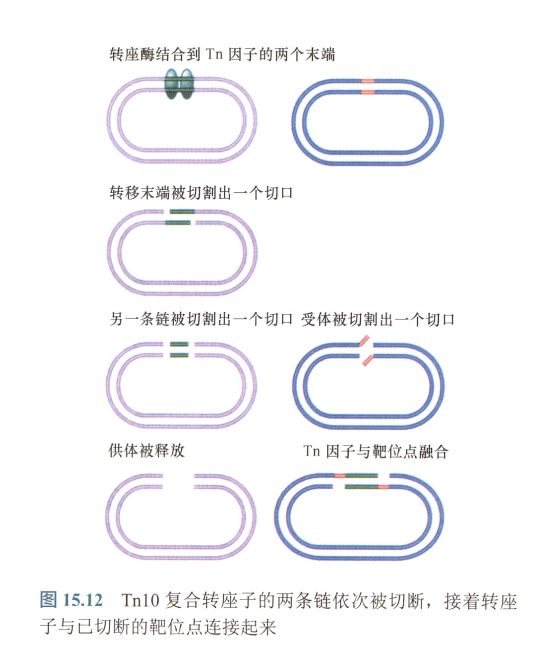 转座酶结合到 Tn 因子的两个末端
转移末端被切割出一个切口
另一条链被切割出一个切口 受体被切割出一个切口
供体被释放 Tn 因子与靶位点融合
图 15.12 Tn10 复合转座子的两条链依次被切断，接着转座
子与已切断的靶位点连接起来